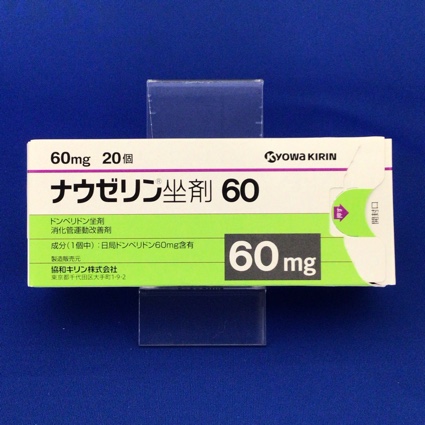 60mg 20個
KYOWA KIRIN
ナウゼリン®坐剤 60
ドンペリドン坐剤
消化管運動改善剤
開封口
成分(1個中):日局ドンペリドン60mg含有
60mg
製造販売元
協和キリン株式会社
東京都千代田区大手町1-9-2